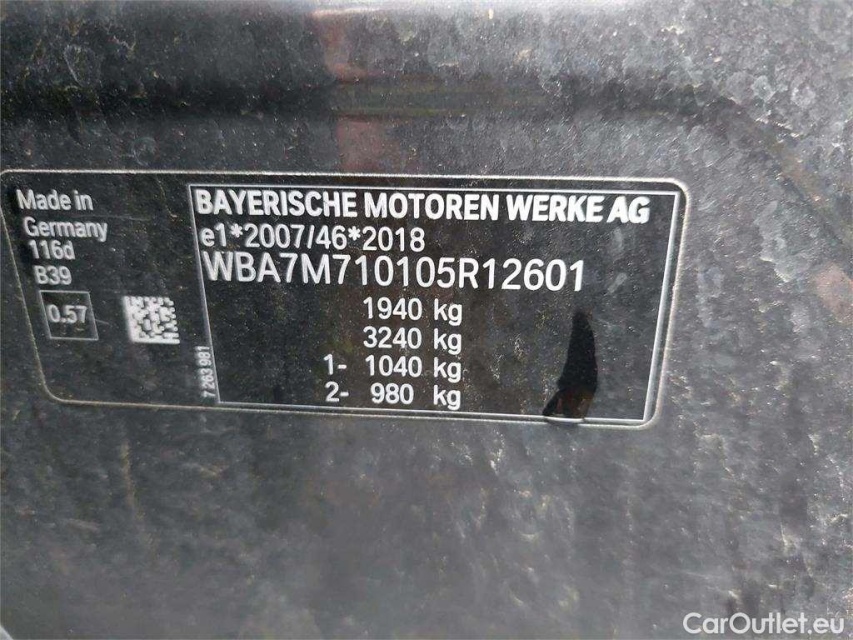 Made in
Germany
116d
B39
0.57
7 263 981
BAYERISCHE MOTOREN WERKE AG
e1*2007/46*2018
WBA7M710105R12601
1940 kg
3240 kg
1- 1040 kg
2- 980 kg
CarOutlet.eu